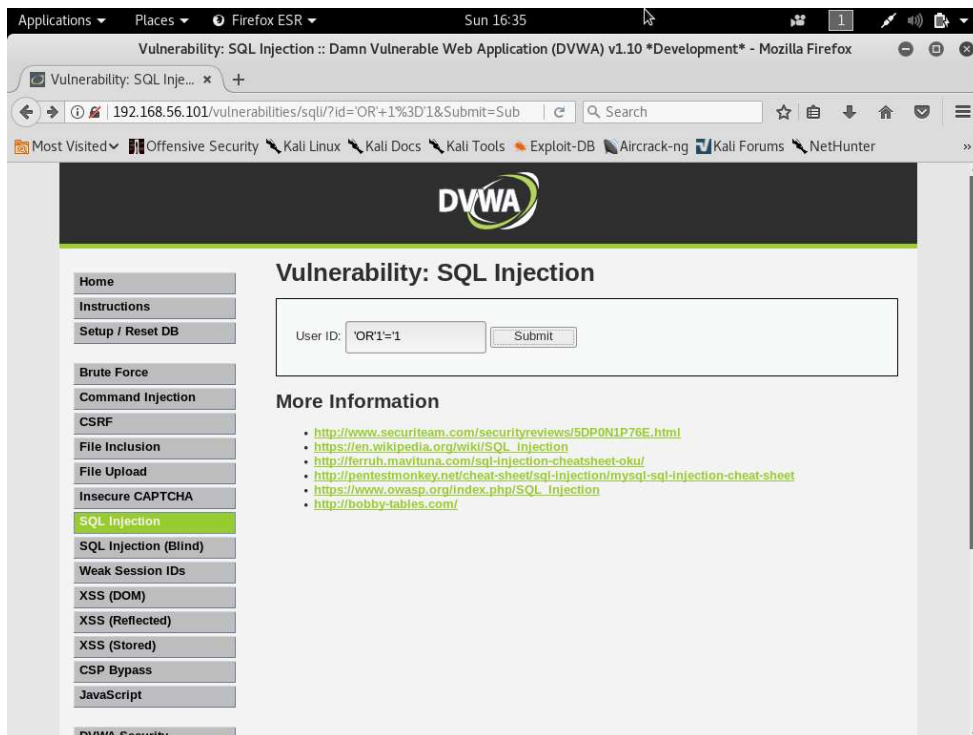 Applications Places Firefox ESR Sun 16:35 1
Vulnerability: SQL Injection :: Damn Vulnerable Web Application (DVWA) v1.10 *Development* - Mozilla Firefox
Vulnerability: SQL Inje... × +
192.168.56.101/vulnerabilities/sqli/?id='OR'+1%3D'1&Submit=Sub Search
Most Visited Offensive Security Kali Linux Kali Docs Kali Tools Exploit-DB Aircrack-ng Kali Forums NetHunter »
DVWA
Home
Instructions
Setup / Reset DB
Brute Force
Command Injection
CSRF
File Inclusion
File Upload
Insecure CAPTCHA
SQL Injection
SQL Injection (Blind)
Weak Session IDs
XSS (DOM)
XSS (Reflected)
XSS (Stored)
CSP Bypass
JavaScript
DVWA Security
Vulnerability: SQL Injection
User ID: 'OR'1'='1 Submit
More Information
• http://www.securiteam.com/securityreviews/5DP0N1P76E.html
• https://en.wikipedia.org/wiki/SQL_injection
• http://ferruh.mavituna.com/sql-injection-cheatsheet-oku/
• http://pentestmonkey.net/cheat-sheet/sql-injection/mysql-sql-injection-cheat-sheet
• https://www.owasp.org/index.php/SQL_Injection
• http://bobby-tables.com/